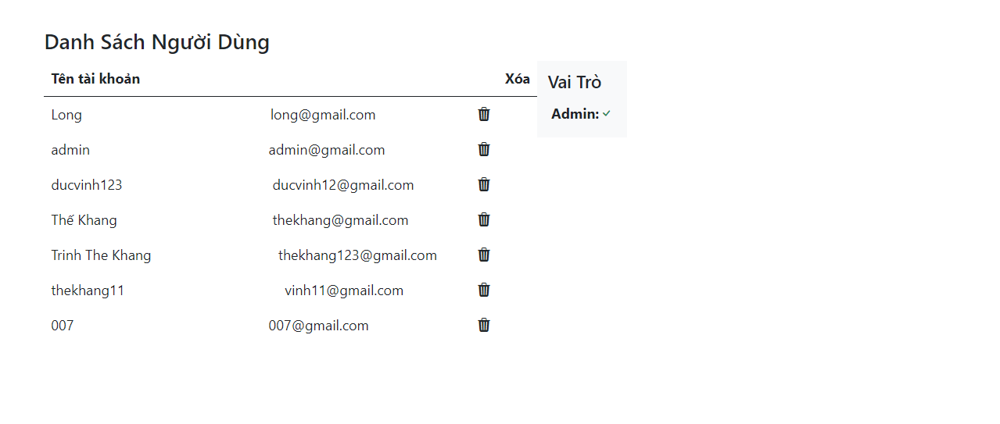 Danh Sách Người Dùng
Tên tài khoản Xóa
Vai Trò
Admin:
Long long@gmail.com
admin admin@gmail.com
ducvinh123 ducvinh12@gmail.com
Thế Khang thekhang@gmail.com
Trinh The Khang thekhang123@gmail.com
thekhang11 vinh11@gmail.com
007 007@gmail.com